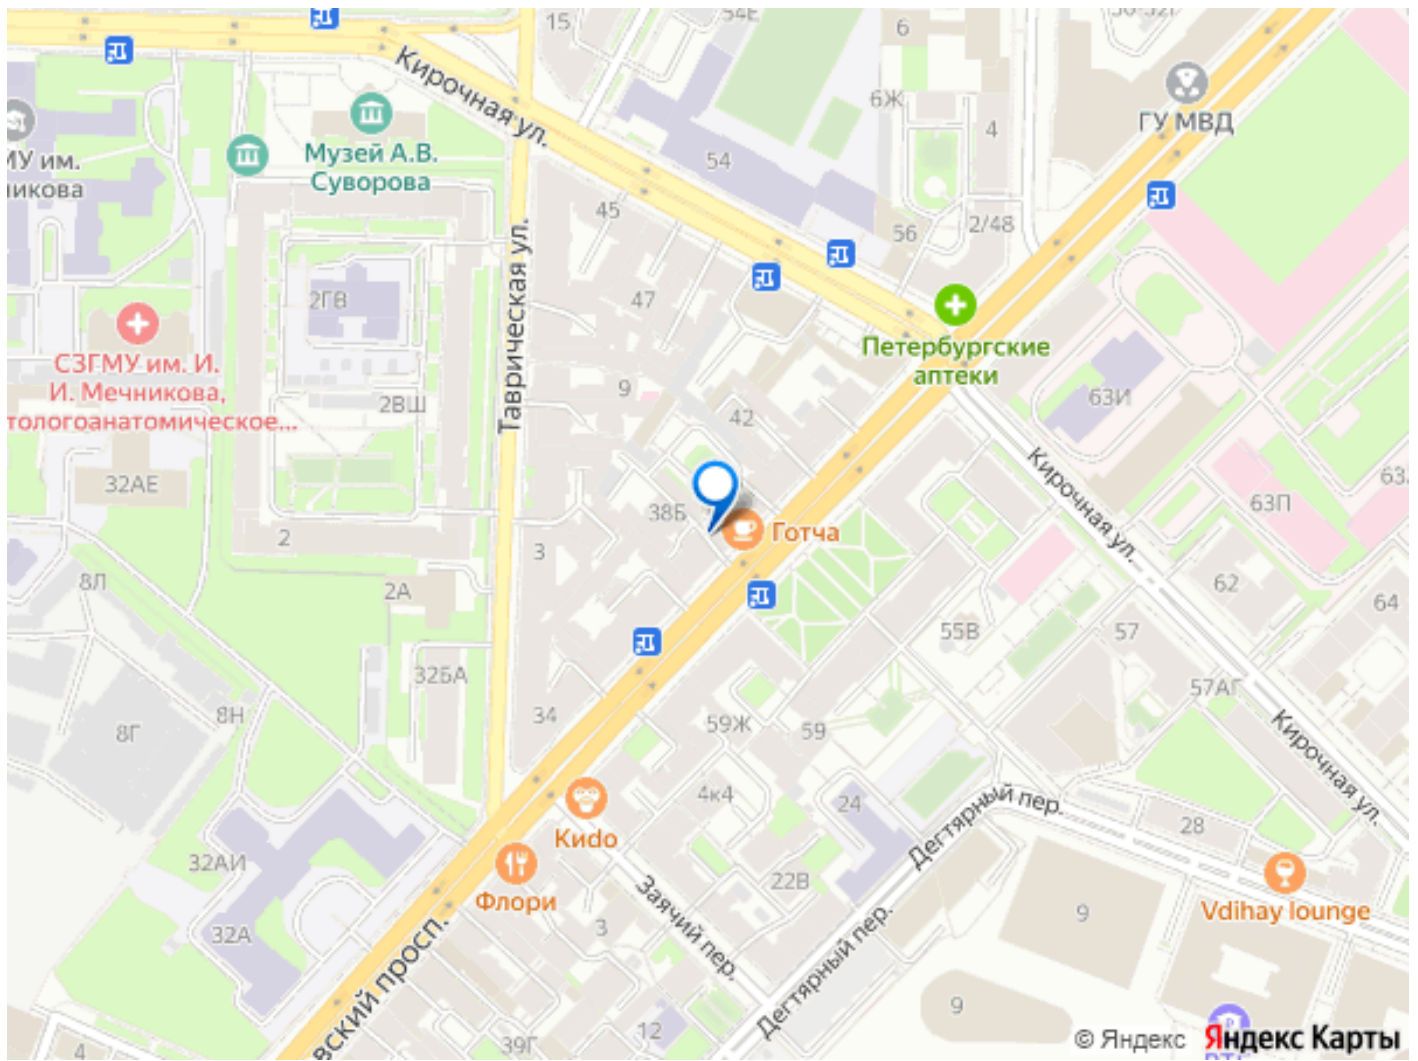 15
54Е
6
Кирочная ул.
6Ж
4
ГУ МВД
МУ им.
Музей А.В.
Суворова
54
45
56
2/48
Таврическая ул.
2ГВ
47
Петербургские
аптеки
СЗГМУ им. И.
И. Мечникова,
тологоанатомическое...
2ВШ
9
42
63И
Кирочная ул.
32АЕ
38Б
Готча
63П
2
3
8Л
2А
62
64
55В
57
32БА
57АГ
8Н
34
8Г
59Ж
59
Кирочная ул.
4к4
24
Дегтярный пер.
28
Кидо
32АИ
22В
Флори
Заячий пер.
Vdihay lounge
3
9
32А
вский просп.
Дегтярный пер.
9
12
39Г
4
© Яндекс Яндекс Карты